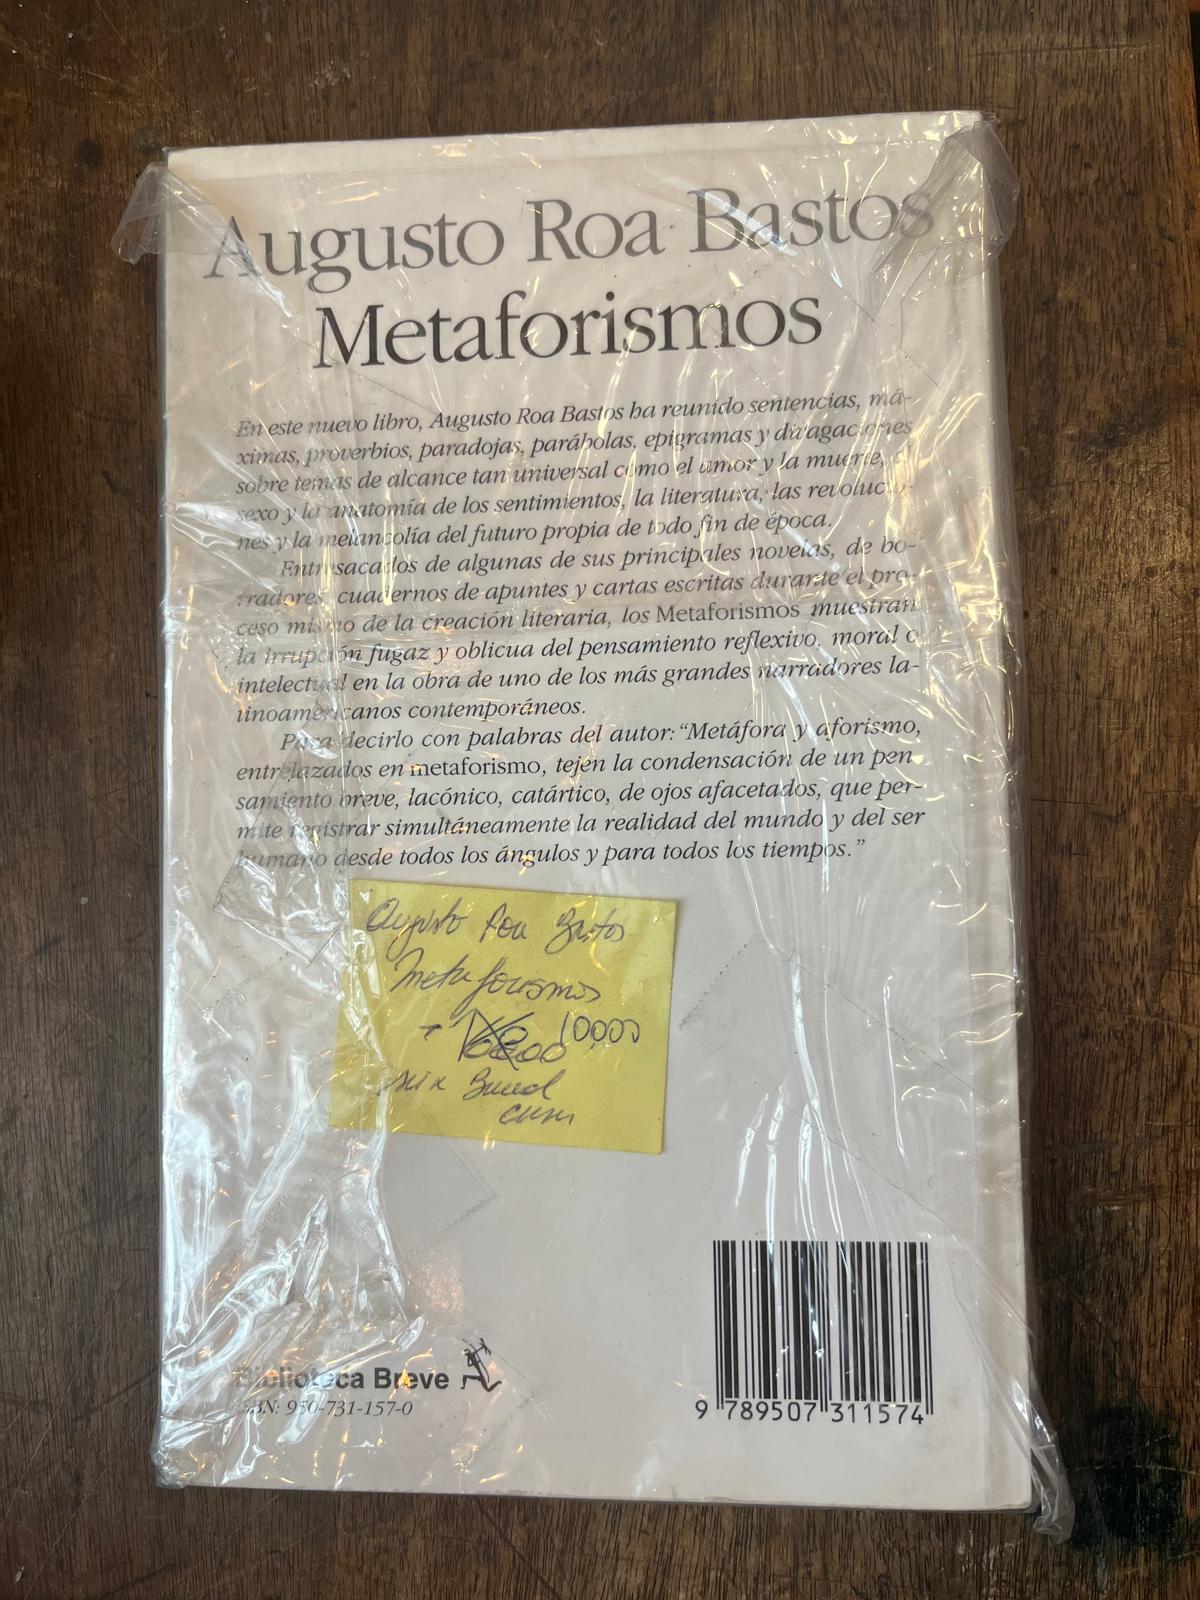 Augusto Roa Bastos
Metaforismos
En este nuevo libro, Augusto Roa Bastos ha reunido sentencias, má-
ximas, proverbios, paradojas, parábolas, epigramas y divagaciones
sobre temas de alcance tan universal como el amor y la muerte, el
sexo y la anatomía de los sentimientos, la literatura, las revolucio-
nes y la melancolía del futuro propia de todo fin de época.
Entresacados de algunas de sus principales novelas, de bo-
rradores, cuadernos de apuntes y cartas escritas durante el pro-
ceso mismo de la creación literaria, los Metaforismos muestran
la irrupción fugaz y oblicua del pensamiento reflexivo, moral o
intelectual en la obra de uno de los más grandes narradores la-
tinoamericanos contemporáneos.
Para decirlo con palabras del autor: “Metáfora y aforismo,
entrelazados en metaforismo, tejen la condensación de un pen
samiento breve, lacónico, catártico, de ojos afacetados, que per-
mite registrar simultáneamente la realidad del mundo y del ser
humano desde todos los ángulos y para todos los tiempos.”
Augusto Roa Bastos
Metaforismos
10,000
Biblioteca Breve
ISBN: 950-731-157-0
9 789507 311574